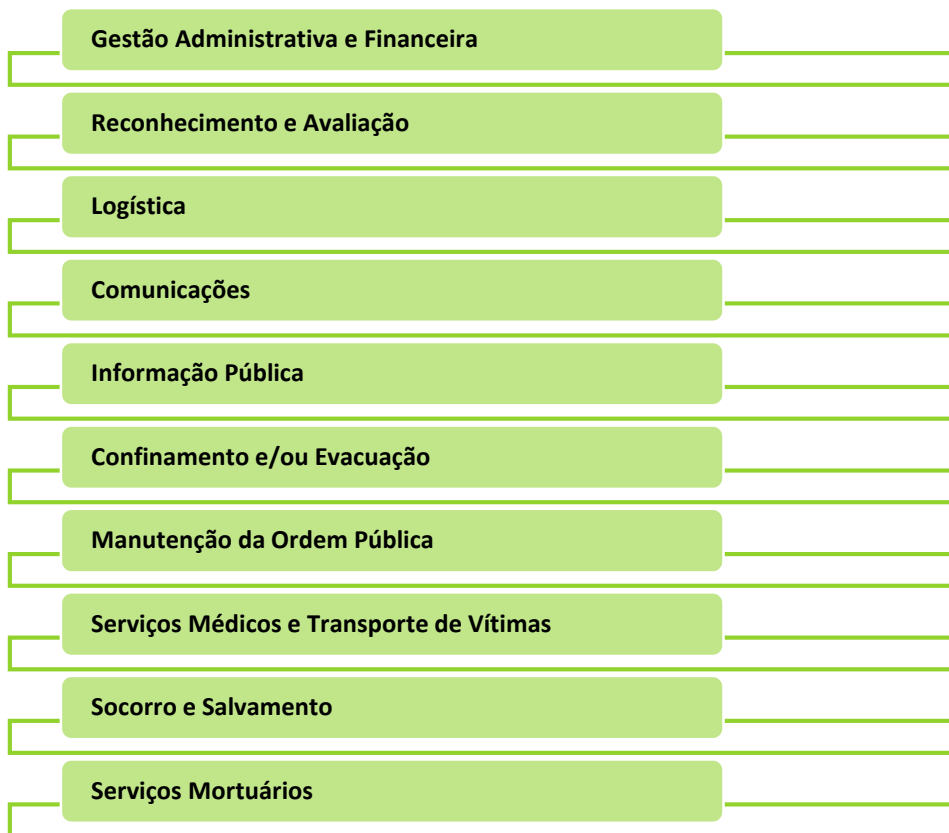 Gestão Administrativa e Financeira
Reconhecimento e Avaliação
Logística
Comunicações
Informação Pública
Confinamento e/ou Evacuação
Manutenção da Ordem Pública
Serviços Médicos e Transporte de Vítimas
Socorro e Salvamento
Serviços Mortuários